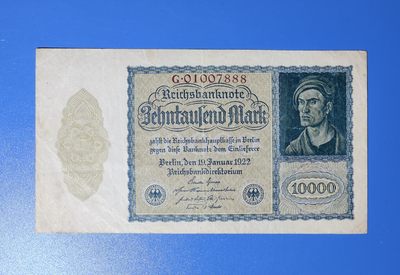 G·01007888
Reichsbanknote
Zehntausend Mark
zahlt die Reichsbankhauptkasse in Berlin
gegen diese Banknote dem Einlieferer
Berlin, den 19. Januar 1922
Reichsbankdirektorium
10000